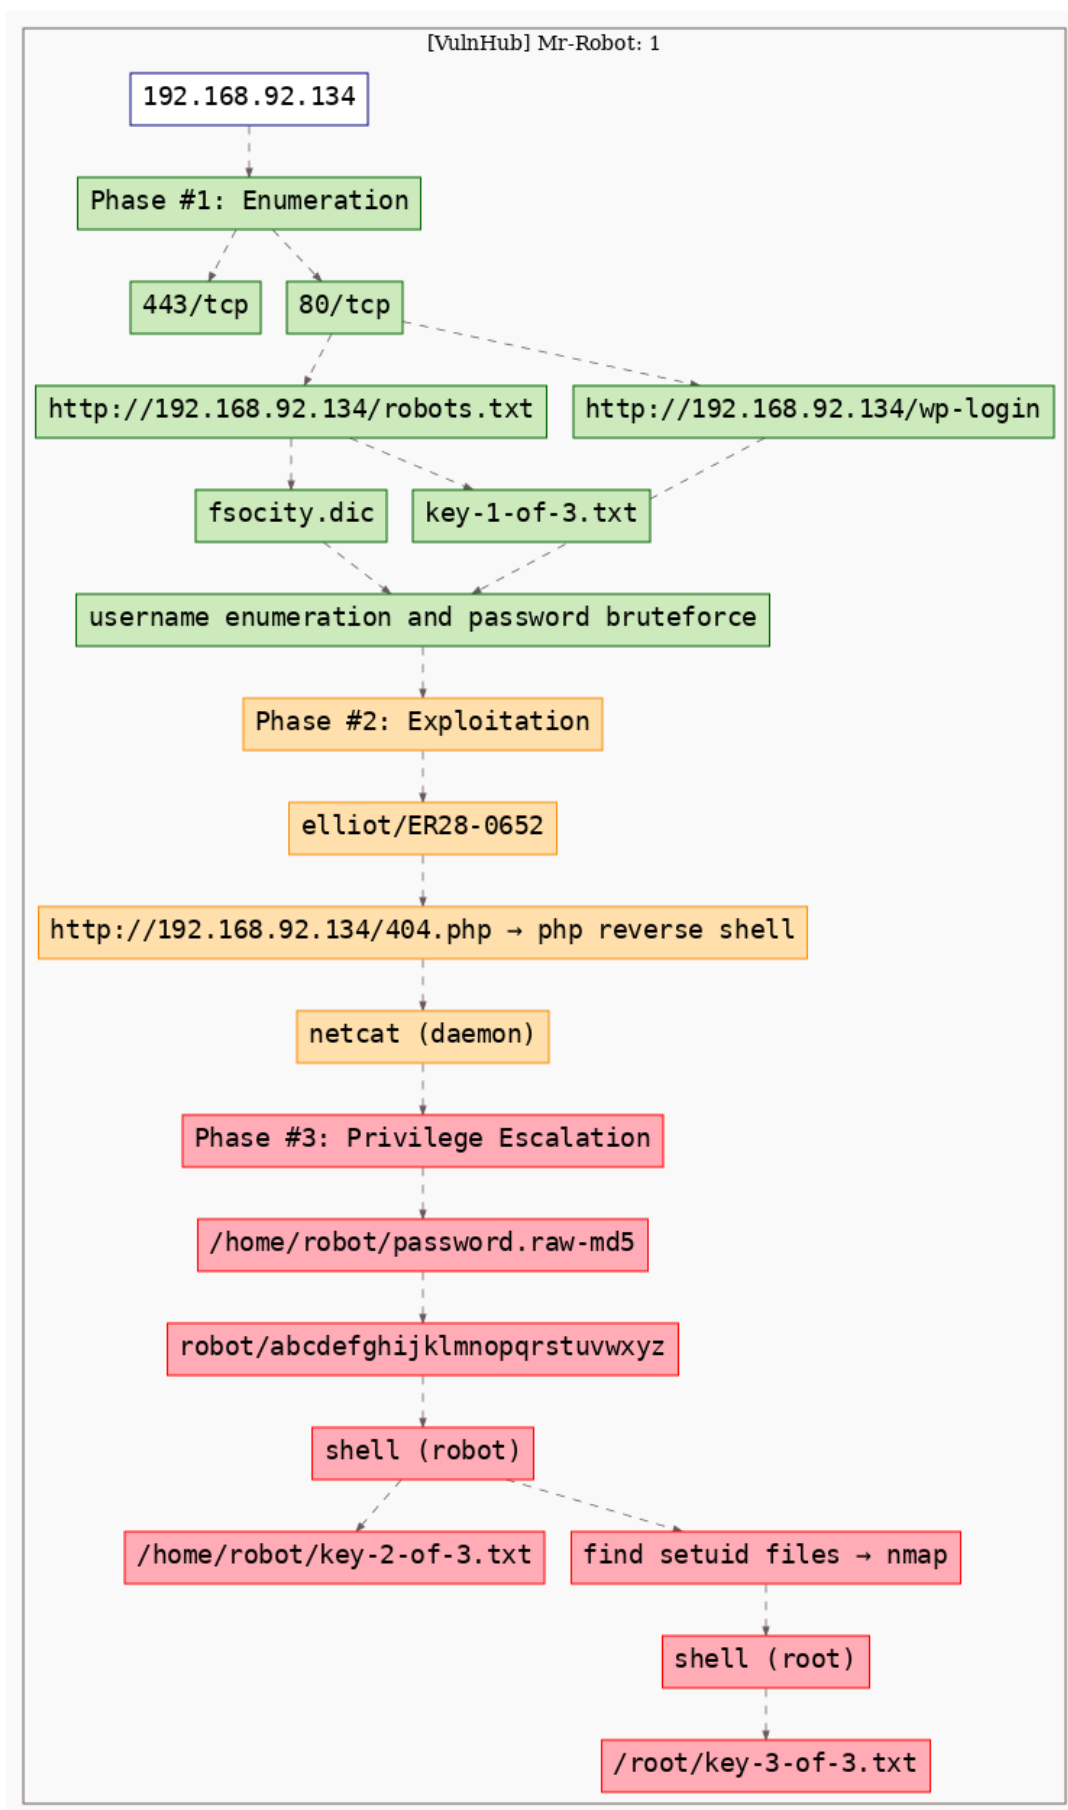 [VulnHub] Mr-Robot: 1
192.168.92.134
Phase #1: Enumeration
443/tcp
80/tcp
http://192.168.92.134/robots.txt
http://192.168.92.134/wp-login
fsocity.dic
key-1-of-3.txt
username enumeration and password bruteforce
Phase #2: Exploitation
elliot/ER28-0652
http://192.168.92.134/404.php → php reverse shell
netcat (daemon)
Phase #3: Privilege Escalation
/home/robot/password.raw-md5
robot/abcdefghijklmnopqrstuvwxyz
shell (robot)
/home/robot/key-2-of-3.txt
find setuid files → nmap
shell (root)
/root/key-3-of-3.txt